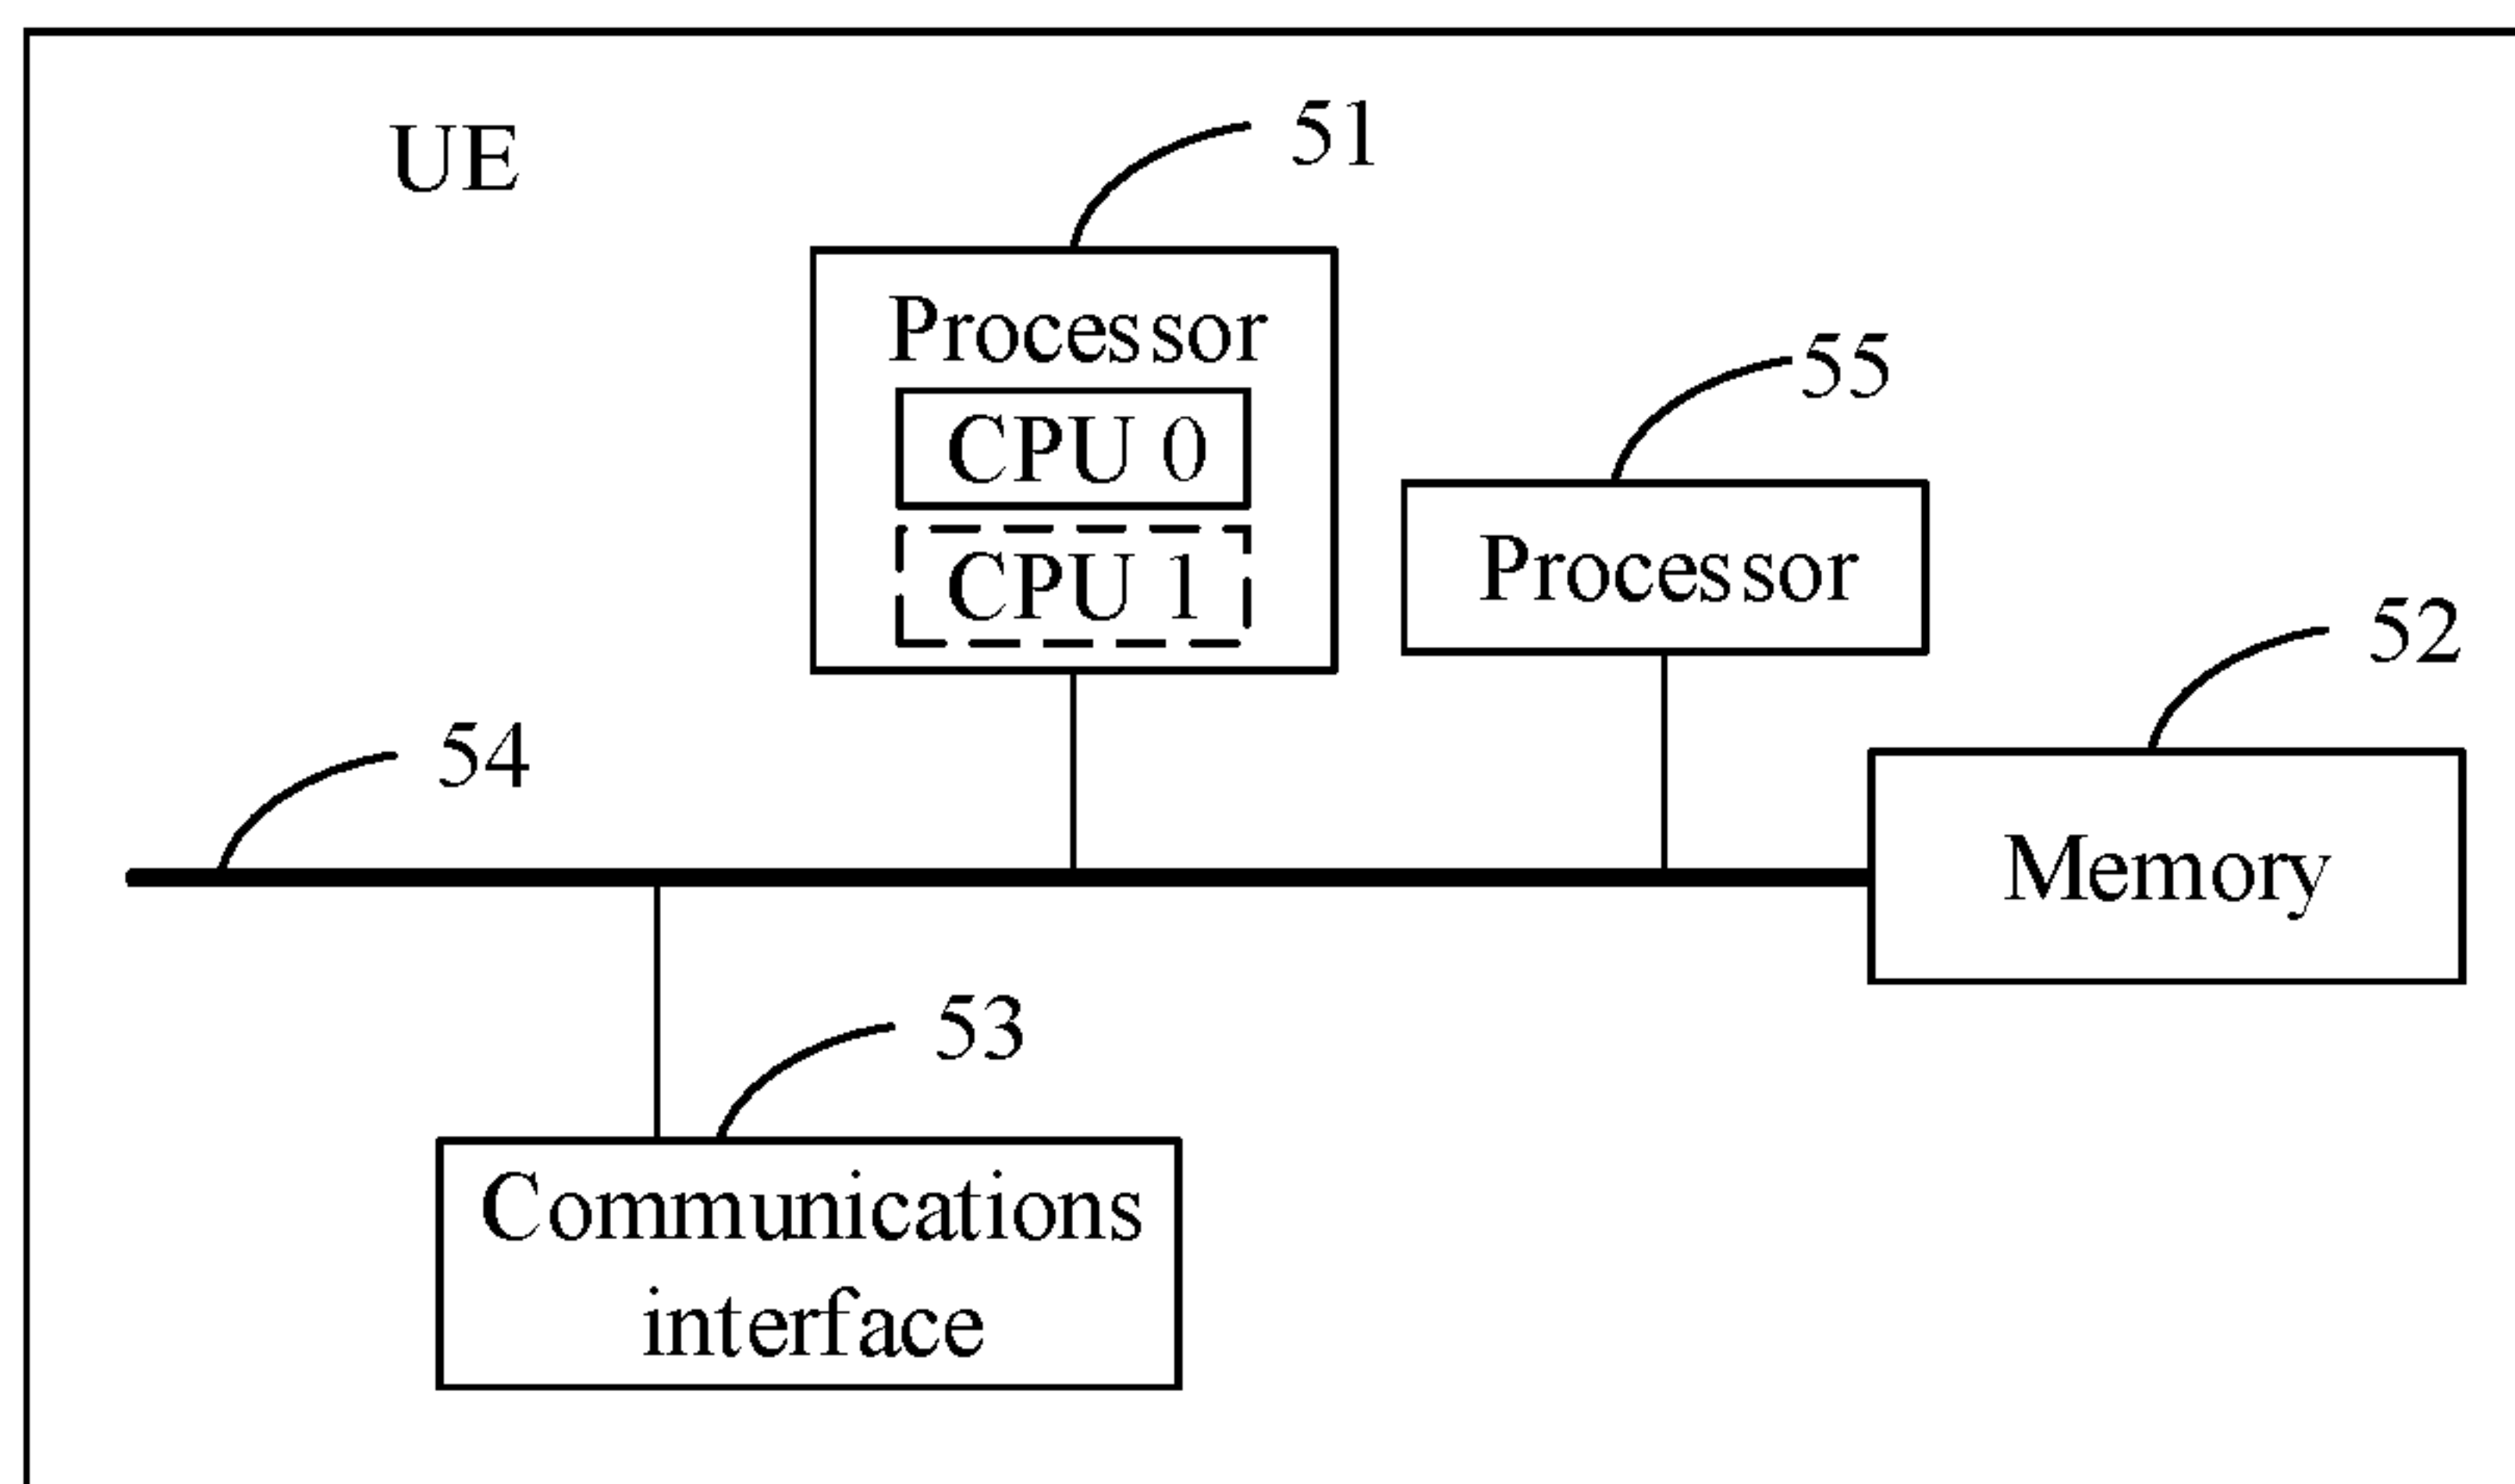 UE
51
Processor
CPU 0
CPU 1
55
Processor
52
Memory
54
53
Communications
interface